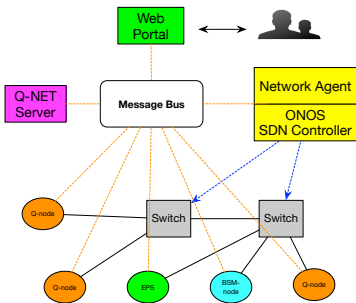 Web
Portal
Q-NET
Server
Message Bus
Network Agent
ONOS
SDN Controller
Q-node
Switch
Switch
Q-node
EPS
BSM-
node
Q-node